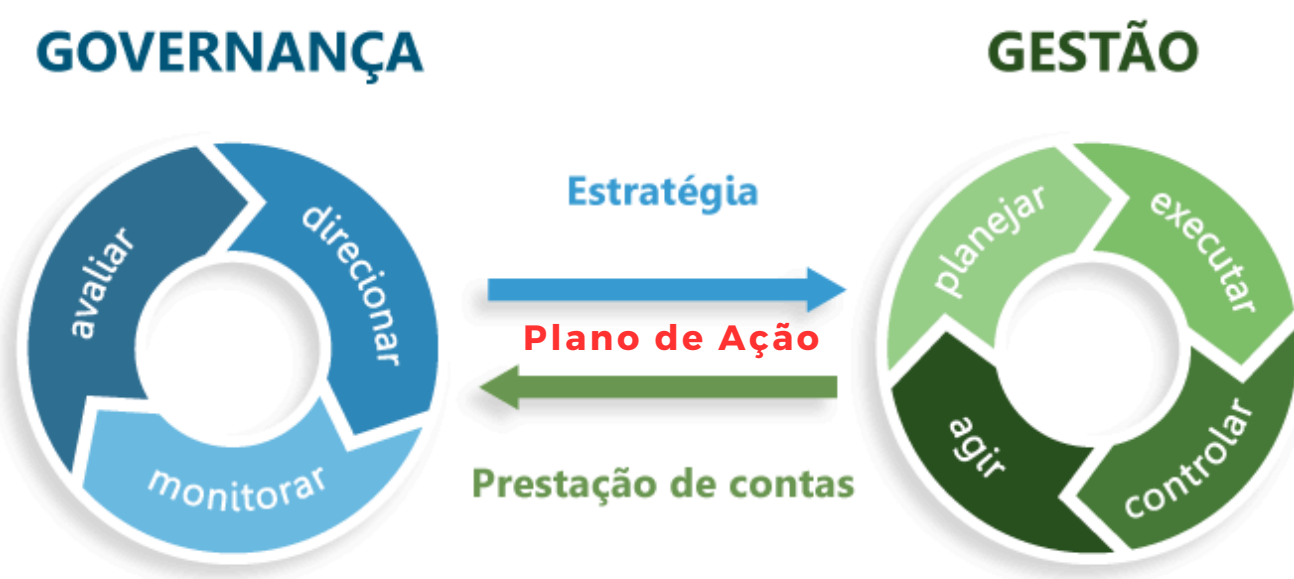 GOVERNANÇA
GESTÃO
avaliar
direcionar
monitorar
Estratégia
Plano de Ação
Prestação de contas
planejar
executar
controlar
agir